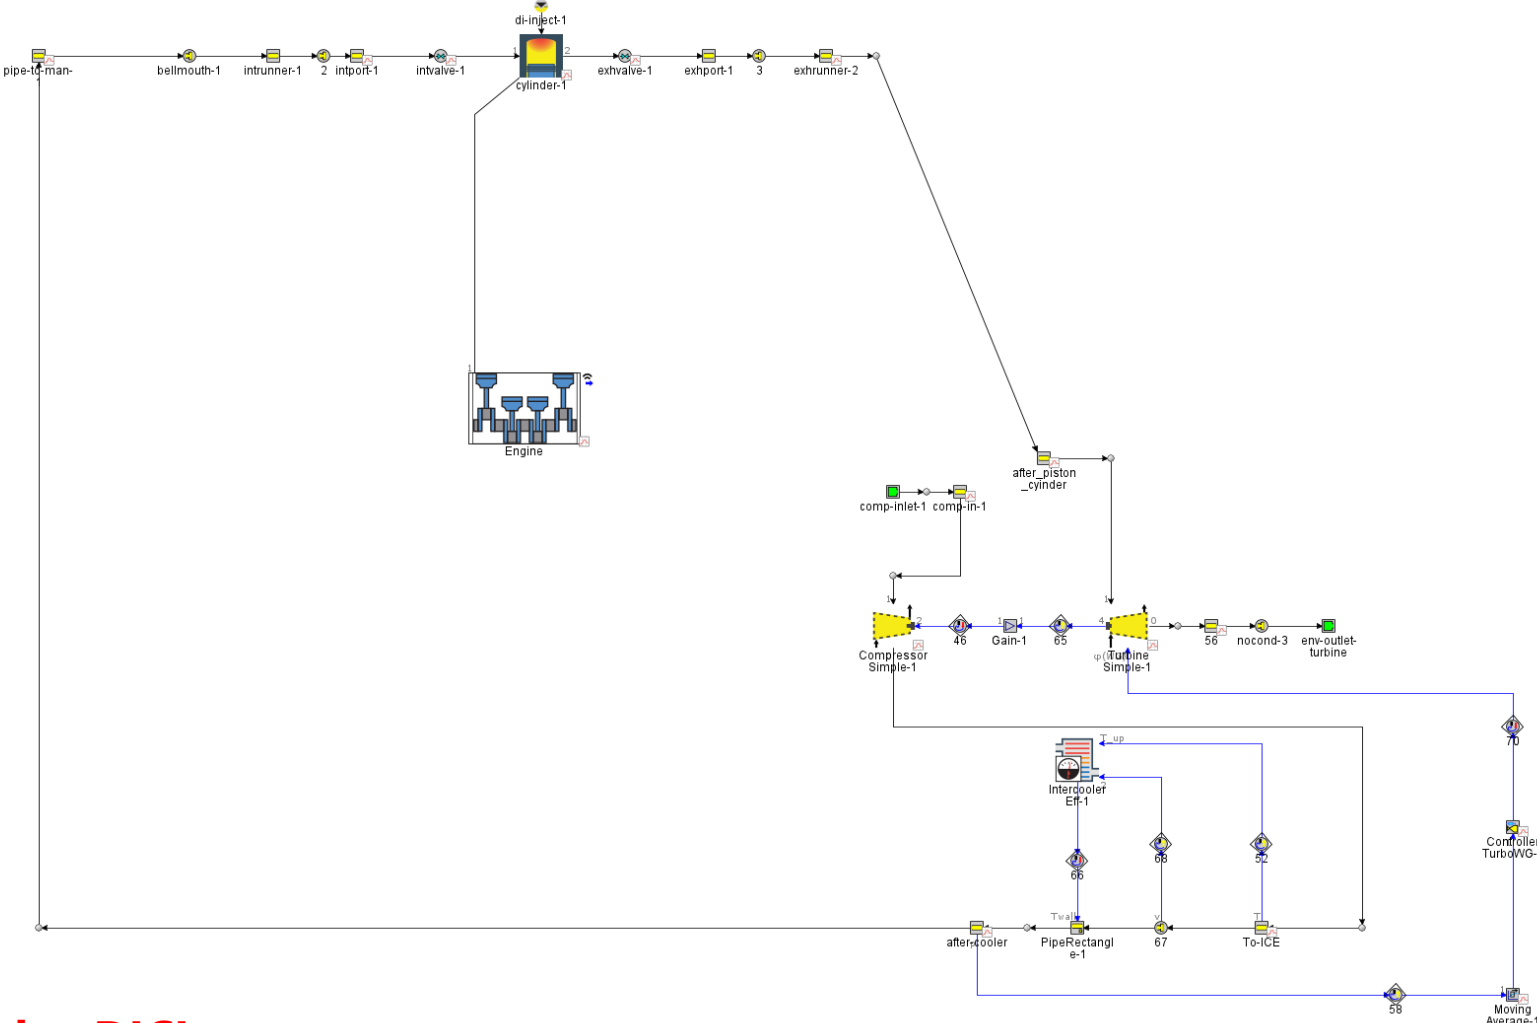 di-inject-1
1
2
pipe-to-man-
bellmouth-1
intrunner-1
2
intport-1
intvalve-1
cylinder-1
exhvalve-1
exhport-1
3
exhrunner-2
1
Engine
after_piston
_cyinder
comp-inlet-1
comp-in-1
1
1
2
46
1
Gain-1
1
65
4
0
56
nocond-3
env-outlet-
turbine
Compressor
Simple-1
Turbine
Simple-1
70
T_up
Intercooler
Eff-1
Controller
TurboWG-
66
68
52
Twall
v
T
after-cooler
PipeRectangl
e-1
67
To-ICE
58
1
Moving
Average-1